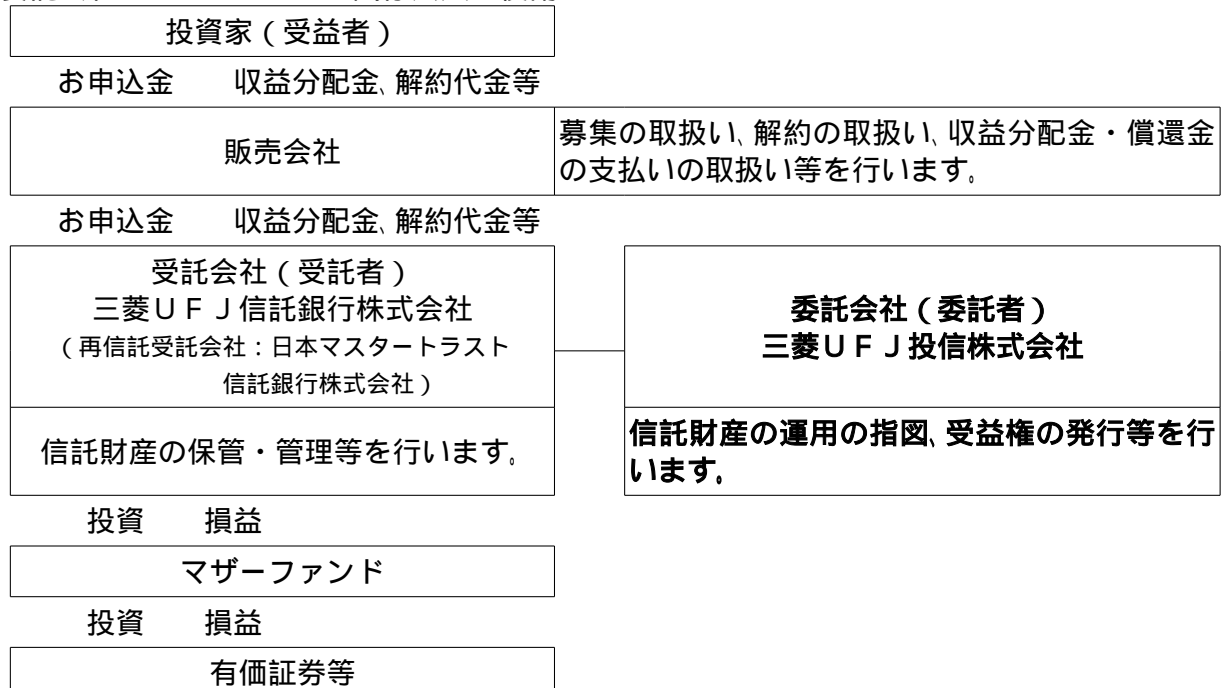 投資家(受益者)
お申込金 収益分配金、解約代金等
販売会社
募集の取扱い、解約の取扱い、収益分配金・償還金
の支払いの取扱い等を行います。
お申込金 収益分配金、解約代金等
受託会社(受託者)
三菱UFJ信託銀行株式会社
(再信託受託会社:日本マスタートラスト
信託銀行株式会社)
委託会社(委託者)
三菱UFJ投信株式会社
信託財産の保管・管理等を行います。
信託財産の運用の指図、受益権の発行等を行
います。
投資 損益
マザーファンド
投資 損益
有価証券等